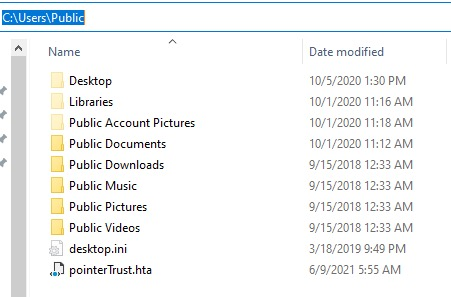 C:\Users\Public
Name Date modified
Desktop 10/5/2020 1:30 PM
Libraries 10/1/2020 11:16 AM
Public Account Pictures 10/1/2020 11:18 AM
Public Documents 10/1/2020 11:12 AM
Public Downloads 9/15/2018 12:33 AM
Public Music 9/15/2018 12:33 AM
Public Pictures 9/15/2018 12:33 AM
Public Videos 9/15/2018 12:33 AM
desktop.ini 3/18/2019 9:49 PM
pointerTrust.hta 6/9/2021 5:55 AM